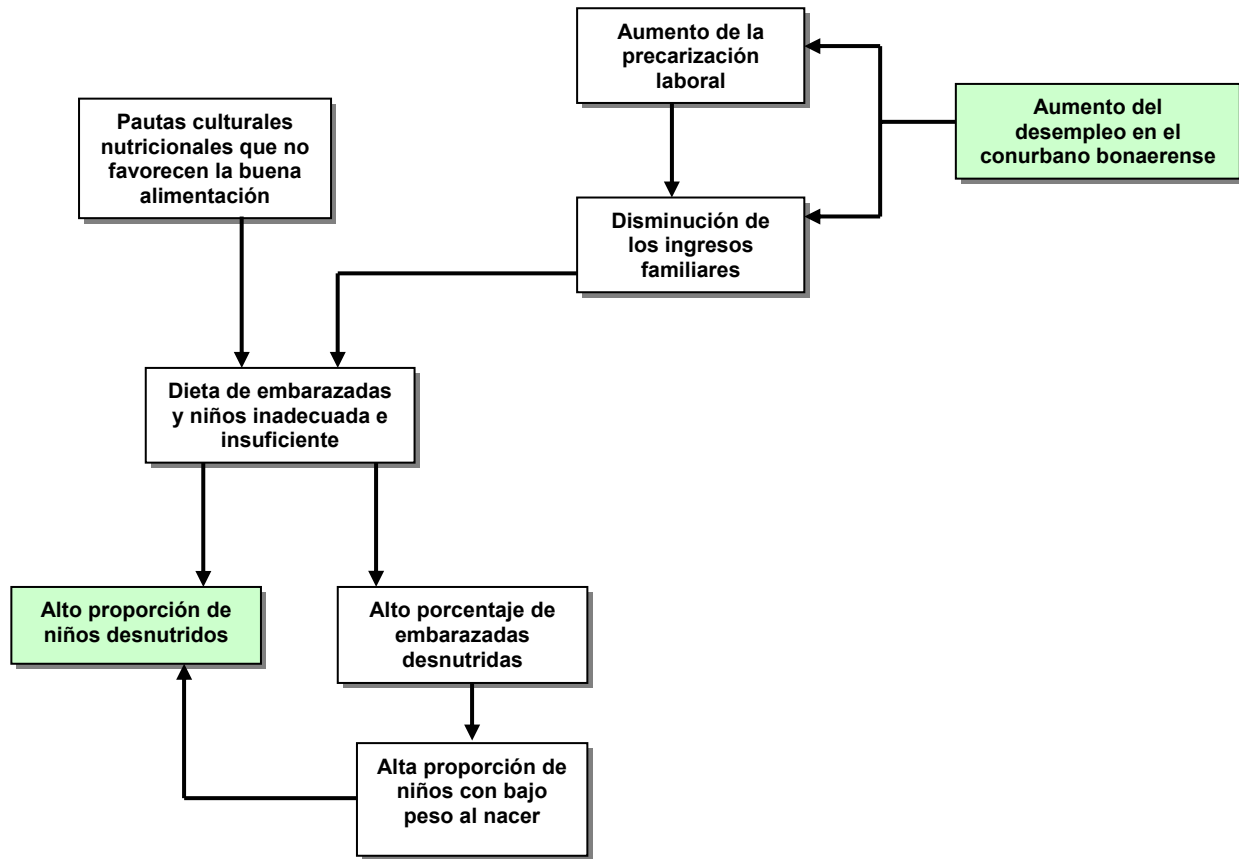 Aumento de la
precarización
laboral
Aumento del
desempleo en el
conurbano bonaerense
Pautas culturales
nutricionales que no
favorecen la buena
alimentación
Disminución de
los ingresos
familiares
Dieta de embarazadas
y niños inadecuada e
insuficiente
Alto proporción de
niños desnutridos
Alto porcentaje de
embarazadas
desnutridas
Alta proporción de
niños con bajo
peso al nacer